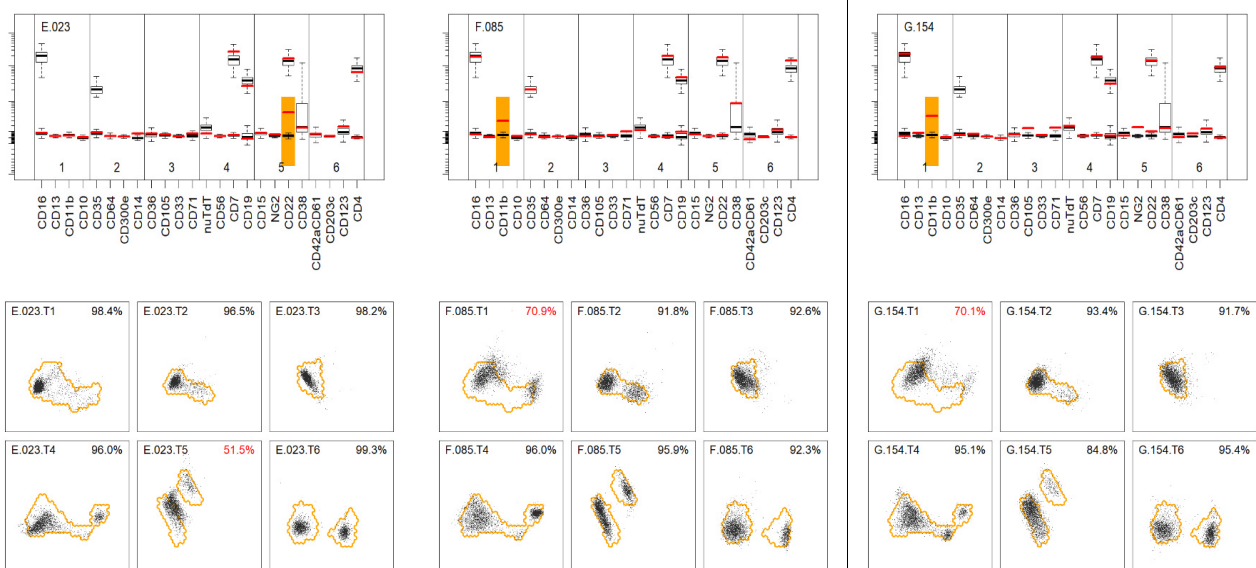 E.023
F.085
G.154
1 2 3 4 5 6
1 2 3 4 5 6
1 2 3 4 5 6
CD16 CD13 CD11b CD10 CD35 CD64 CD300e CD14 CD36 CD105 CD33 CD71 nuTdT CD56 CD7 CD19 CD15 NG2 CD22 CD38 CD42aCD61 CD203c CD123 CD4
CD16 CD13 CD11b CD10 CD35 CD64 CD300e CD14 CD36 CD105 CD33 CD71 nuTdT CD56 CD7 CD19 CD15 NG2 CD22 CD38 CD42aCD61 CD203c CD123 CD4
CD16 CD13 CD11b CD10 CD35 CD64 CD300e CD14 CD36 CD105 CD33 CD71 nuTdT CD56 CD7 CD19 CD15 NG2 CD22 CD38 CD42aCD61 CD203c CD123 CD4
E.023.T1 98.4%
E.023.T2 96.5%
E.023.T3 98.2%
F.085.T1 70.9%
F.085.T2 91.8%
F.085.T3 92.6%
G.154.T1 70.1%
G.154.T2 93.4%
G.154.T3 91.7%
E.023.T4 96.0%
E.023.T5 51.5%
E.023.T6 99.3%
F.085.T4 96.0%
F.085.T5 95.9%
F.085.T6 92.3%
G.154.T4 95.1%
G.154.T5 84.8%
G.154.T6 95.4%